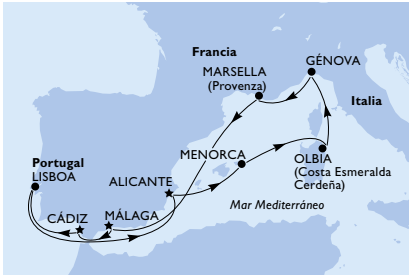 Francia
GÉNOVA
MARSELLA
(Provenza)
Italia
Portugal
LISBOA
MENORCA
OLBIA
(Costa Esmeralda
Cerdeña)
ALICANTE
CÁDIZ
MÁLAGA
Mar Mediterráneo